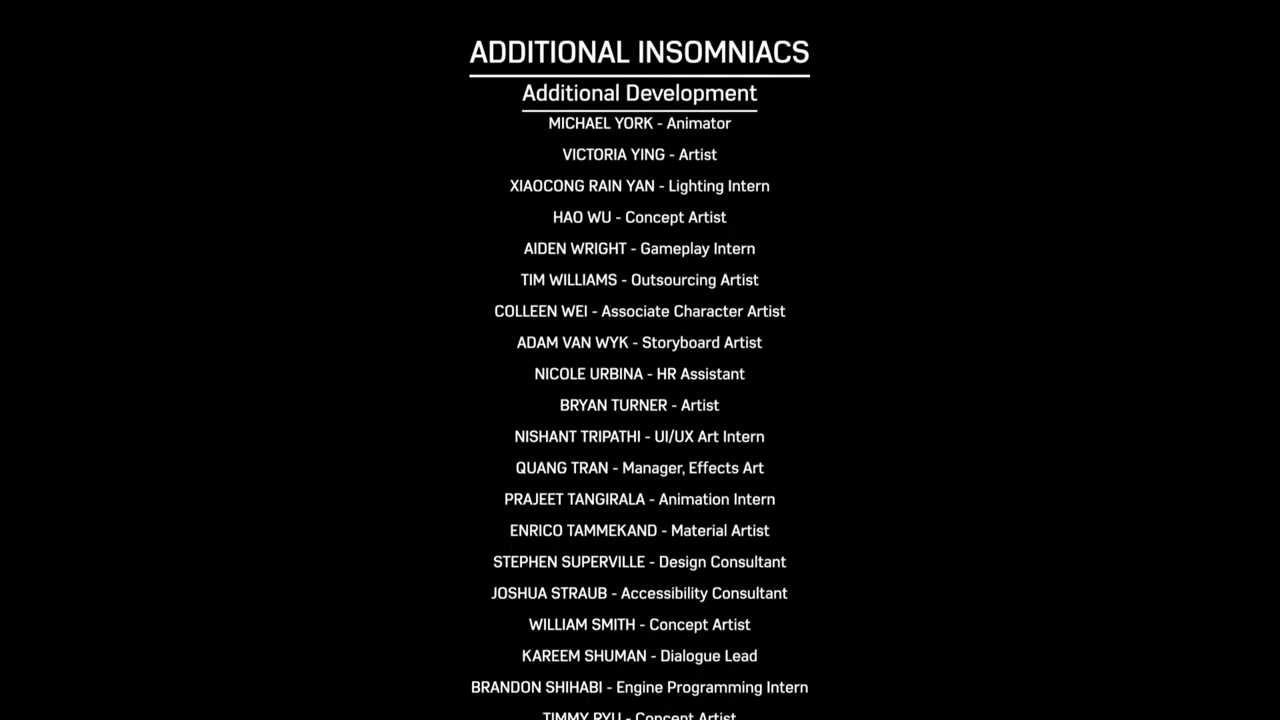 ADDITIONAL INSOMNIACS
Additional Development
MICHAEL YORK - Animator
VICTORIA YING - Artist
XIAOCONG RAIN YAN - Lighting Intern
HAO WU - Concept Artist
AIDEN WRIGHT - Gameplay Intern
TIM WILLIAMS - Outsourcing Artist
COLLEEN WEI - Associate Character Artist
ADAM VAN WYK - Storyboard Artist
NICOLE URBINA - HR Assistant
BRYAN TURNER - Artist
NISHANT TRIPATHI - UI/UX Art Intern
QUANG TRAN - Manager, Effects Art
PRAJEET TANGIRALA - Animation Intern
ENRICO TAMMEKAND - Material Artist
STEPHEN SUPERVILLE - Design Consultant
JOSHUA STRAUB - Accessibility Consultant
WILLIAM SMITH - Concept Artist
KAREEM SHUMAN - Dialogue Lead
BRANDON SHIHABI - Engine Programming Intern
TIMMY RYU - Concept Artist